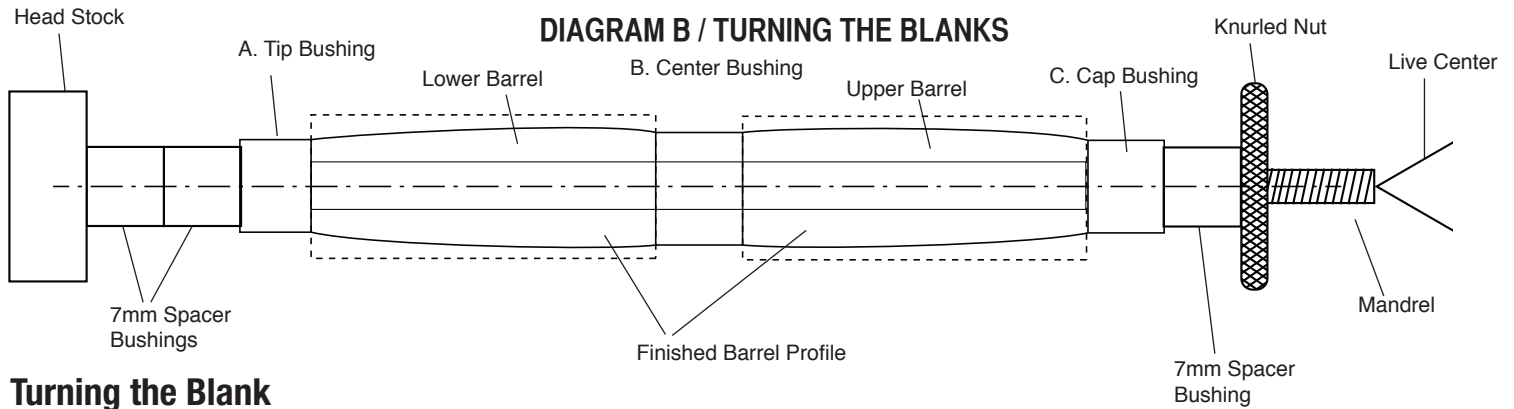 Head Stock
DIAGRAM B / TURNING THE BLANKS
Knurled Nut
A. Tip Bushing
Lower Barrel
B. Center Bushing
Upper Barrel
C. Cap Bushing
Live Center
7mm Spacer
Bushings
Finished Barrel Profile
Mandrel
7mm Spacer
Bushing
Turning the Blank